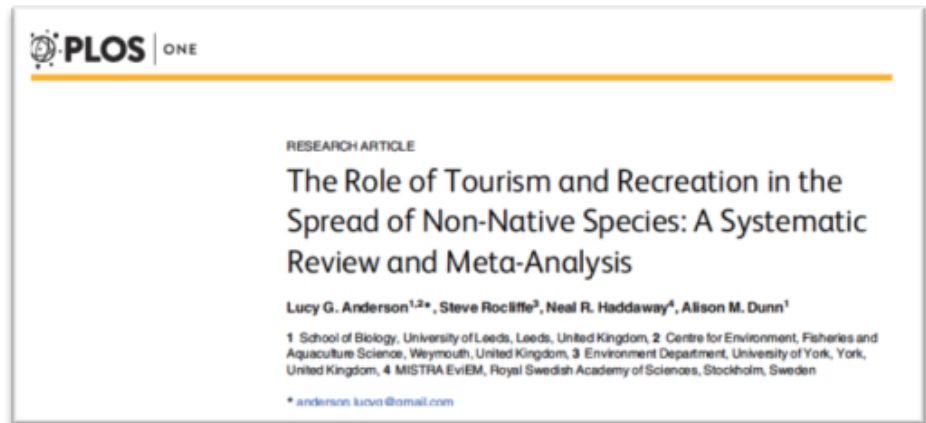 PLOS ONE
RESEARCH ARTICLE
The Role of Tourism and Recreation in the
Spread of Non-Native Species: A Systematic
Review and Meta-Analysis
Lucy G. Anderson1,2*, Steve Rocliffe3, Neal R. Haddaway4, Alison M. Dunn1
1 School of Biology, University of Leeds, Leeds, United Kingdom, 2 Centre for Environment, Fisheries and
Aquaculture Science, Weymouth, United Kingdom, 3 Environment Department, University of York, York,
United Kingdom, 4 MISTRA EviEM, Royal Swedish Academy of Sciences, Stockholm, Sweden
* anderson.lucyg@gmail.com